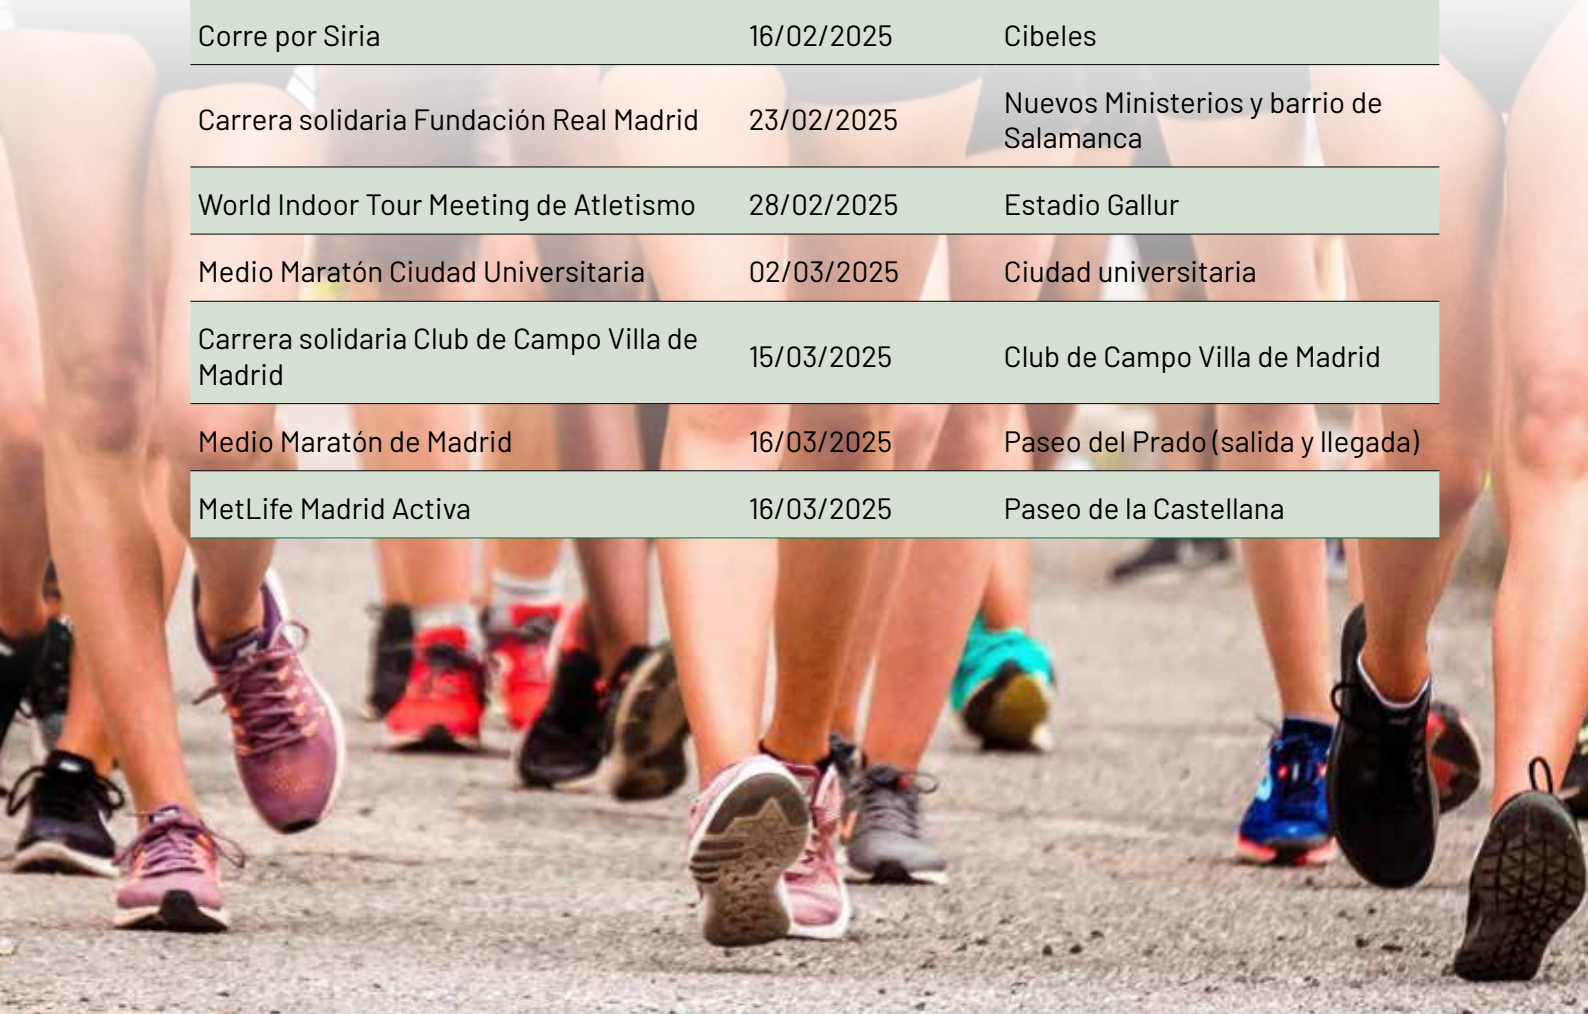 Corre por Siria 16/02/2025 Cibeles
Carrera solidaria Fundación Real Madrid 23/02/2025 Nuevos Ministerios y barrio de
Salamanca
World Indoor Tour Meeting de Atletismo 28/02/2025 Estadio Gallur
Medio Maratón Ciudad Universitaria 02/03/2025 Ciudad universitaria
Carrera solidaria Club de Campo Villa de
Madrid 15/03/2025 Club de Campo Villa de Madrid
Medio Maratón de Madrid 16/03/2025 Paseo del Prado (salida y llegada)
MetLife Madrid Activa 16/03/2025 Paseo de la Castellana